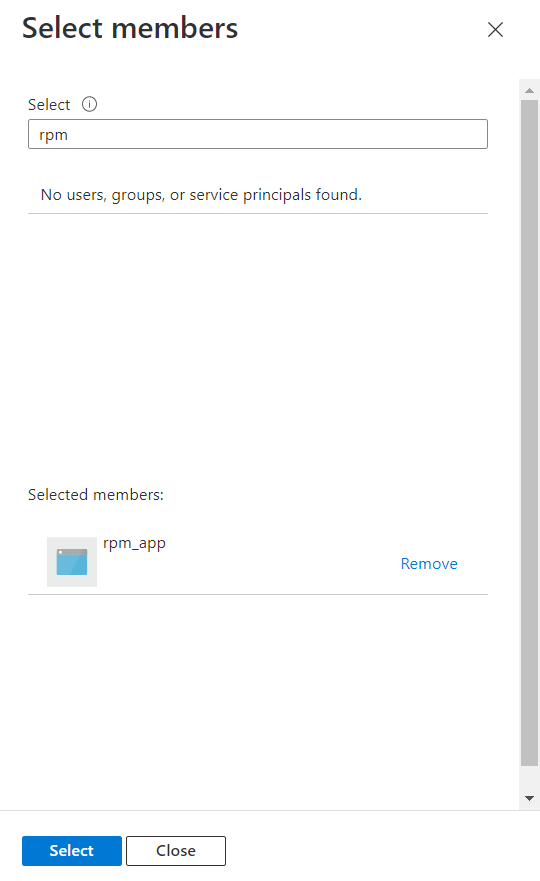 Select members
Select
rpm
No users, groups, or service principals found.
Selected members:
rpm_app
Remove
Select
Close